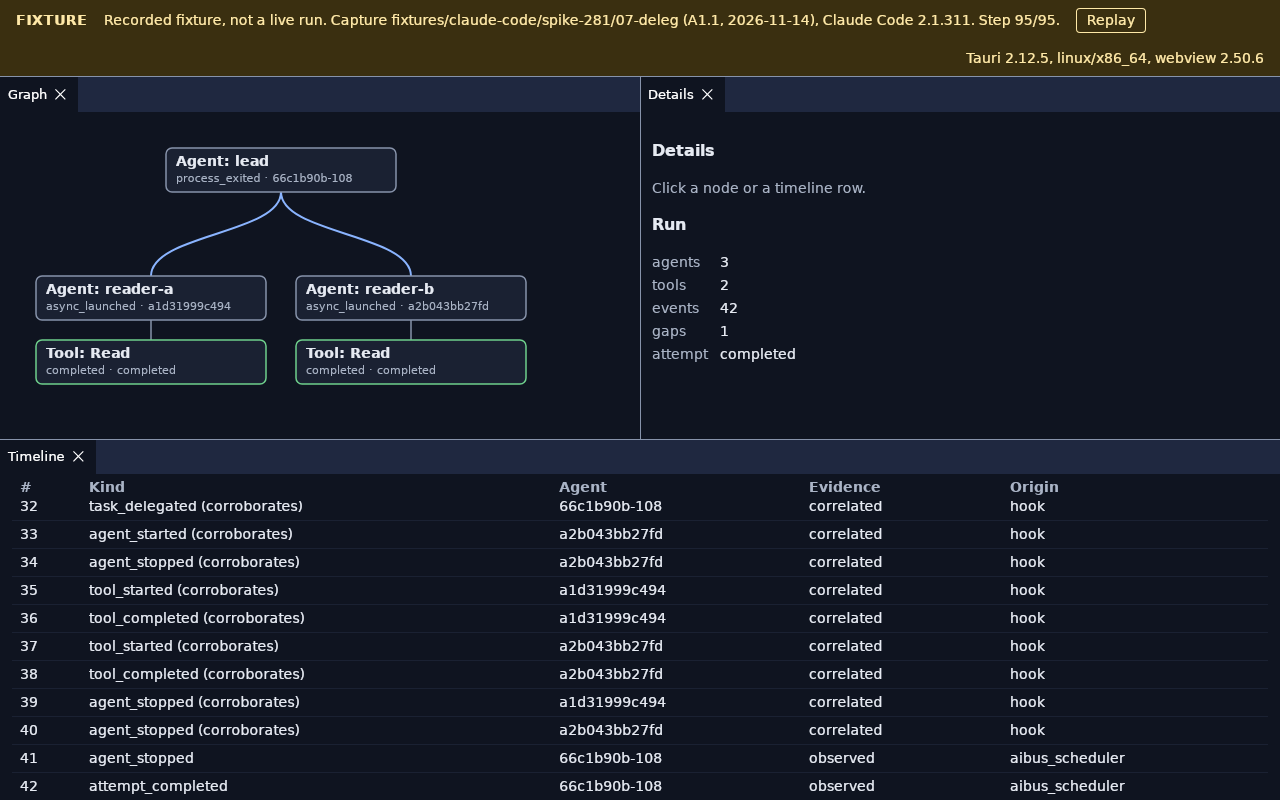 FIXTURE Recorded fixture, not a live run. Capture fixtures/claude-code/spike-281/07-deleg (A1.1, 2026-11-14), Claude Code 2.1.311. Step 95/95. Replay
Tauri 2.12.5, linux/x86_64, webview 2.50.6
Graph
Agent: lead
process_exited · 66c1b90b-108
Agent: reader-a
async_launched · a1d31999c494
Agent: reader-b
async_launched · a2b043bb27fd
Tool: Read
completed · completed
Tool: Read
completed · completed
Details
Details
Click a node or a timeline row.
Run
agents 3
tools 2
events 42
gaps 1
attempt completed
Timeline
# Kind Agent Evidence Origin
32 task_delegated (corroborates) 66c1b90b-108 correlated hook
33 agent_started (corroborates) a2b043bb27fd correlated hook
34 agent_stopped (corroborates) a2b043bb27fd correlated hook
35 tool_started (corroborates) a1d31999c494 correlated hook
36 tool_completed (corroborates) a1d31999c494 correlated hook
37 tool_started (corroborates) a2b043bb27fd correlated hook
38 tool_completed (corroborates) a2b043bb27fd correlated hook
39 agent_stopped (corroborates) a1d31999c494 correlated hook
40 agent_stopped (corroborates) a2b043bb27fd correlated hook
41 agent_stopped 66c1b90b-108 observed aibus_scheduler
42 attempt_completed 66c1b90b-108 observed aibus_scheduler